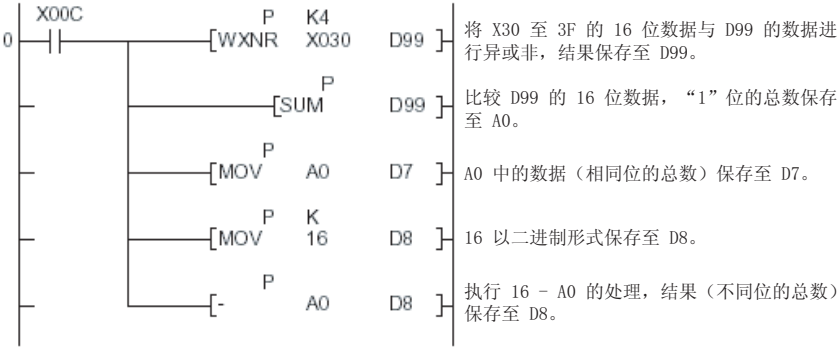 X00C
P K4
0 [WXNR X030 D99] 将 X30 至 3F 的 16 位数据与 D99 的数据进
行异或非，结果保存至 D99。
P
[SUM D99] 比较 D99 的 16 位数据，“1”位的总数保存
至 A0。
P
[MOV A0 D7] A0 中的数据（相同位的总数）保存至 D7。
P K
[MOV 16 D8] 16 以二进制形式保存至 D8。
P
[- A0 D8] 执行 16 - A0 的处理，结果（不同位的总数）
保存至 D8。